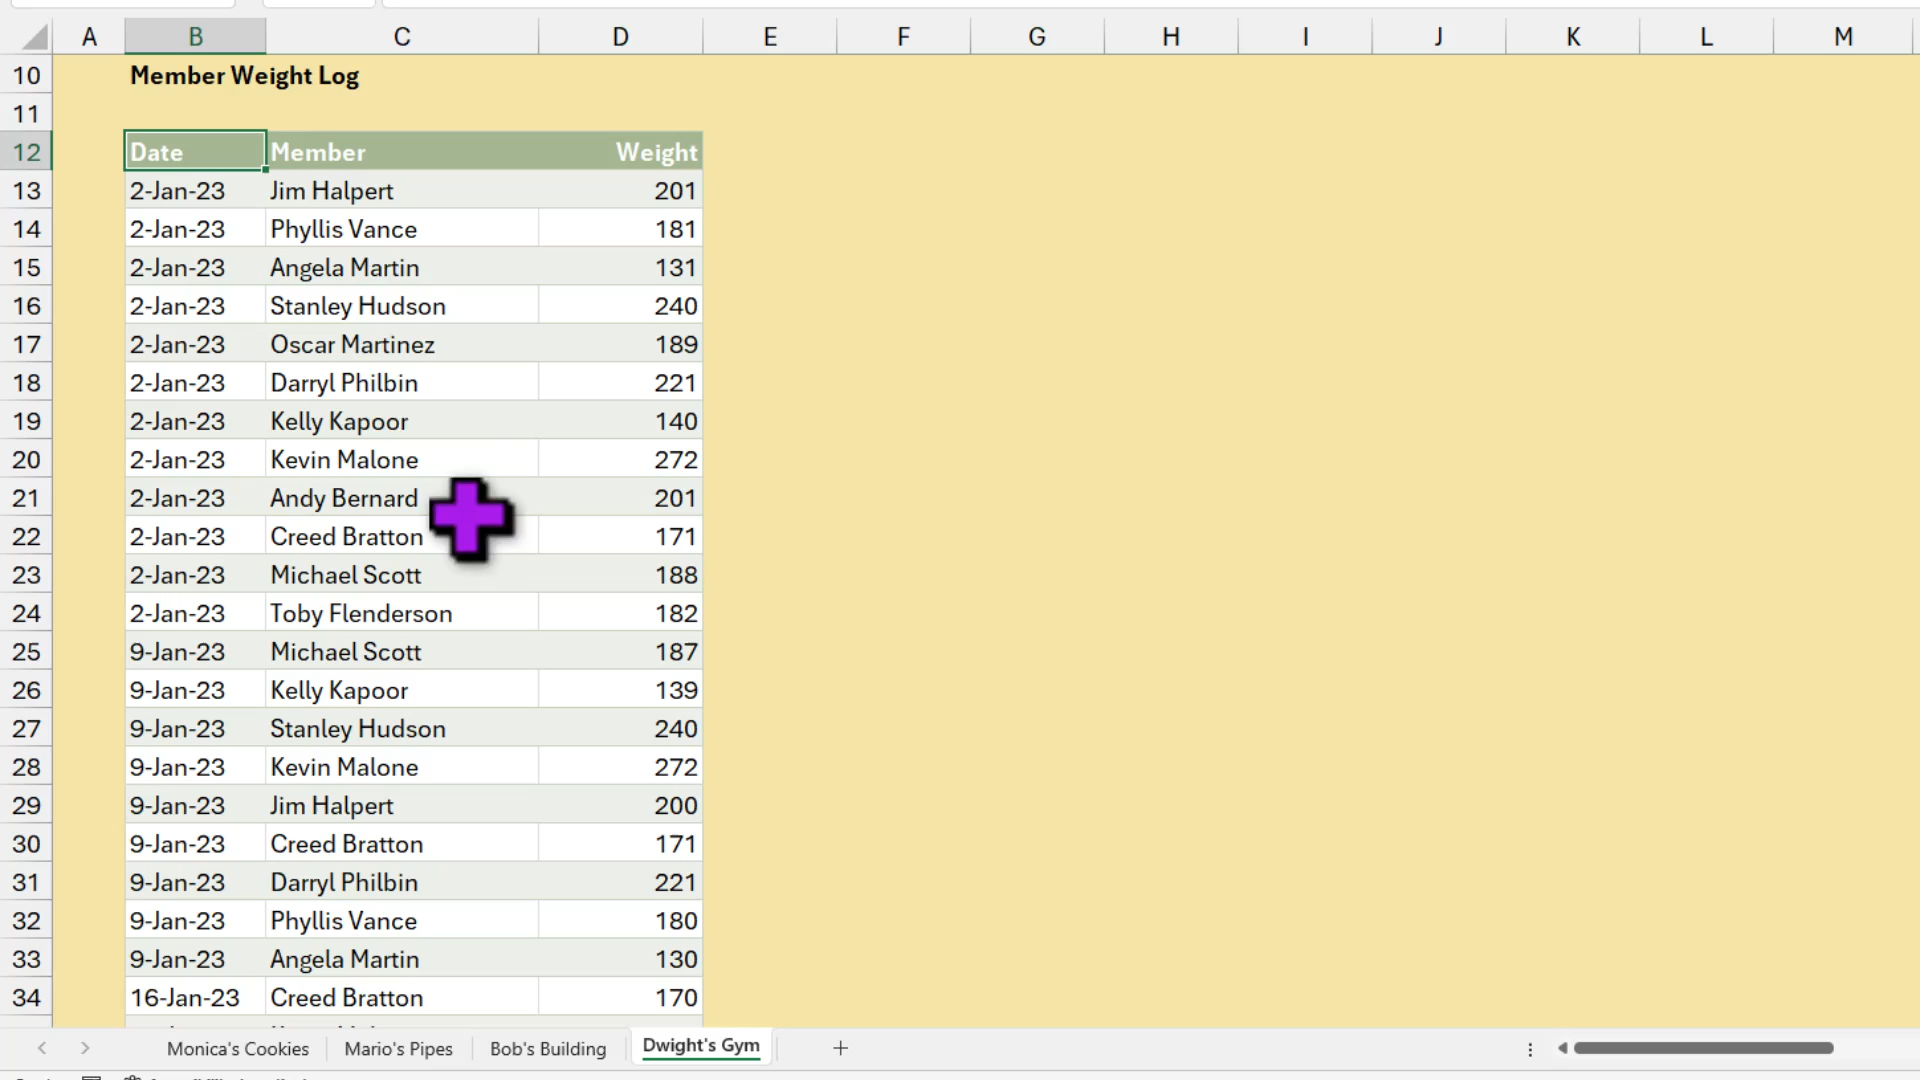 A B C D E F G H I J K L M
10 Member Weight Log
11
12 Date Member Weight
13 2-Jan-23 Jim Halpert 201
14 2-Jan-23 Phyllis Vance 181
15 2-Jan-23 Angela Martin 131
16 2-Jan-23 Stanley Hudson 240
17 2-Jan-23 Oscar Martinez 189
18 2-Jan-23 Darryl Philbin 221
19 2-Jan-23 Kelly Kapoor 140
20 2-Jan-23 Kevin Malone 272
21 2-Jan-23 Andy Bernard 201
22 2-Jan-23 Creed Bratton 171
23 2-Jan-23 Michael Scott 188
24 2-Jan-23 Toby Flenderson 182
25 9-Jan-23 Michael Scott 187
26 9-Jan-23 Kelly Kapoor 139
27 9-Jan-23 Stanley Hudson 240
28 9-Jan-23 Kevin Malone 272
29 9-Jan-23 Jim Halpert 200
30 9-Jan-23 Creed Bratton 171
31 9-Jan-23 Darryl Philbin 221
32 9-Jan-23 Phyllis Vance 180
33 9-Jan-23 Angela Martin 130
34 16-Jan-23 Creed Bratton 170
Monica's Cookies Mario's Pipes Bob's Building Dwight's Gym